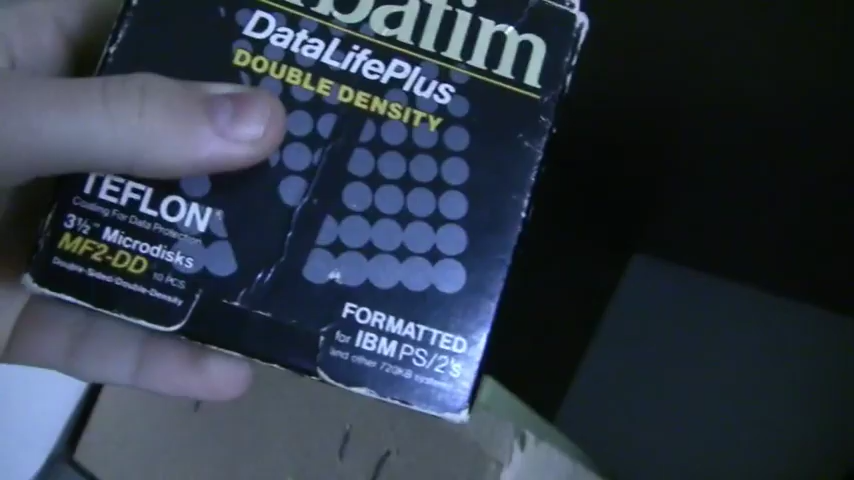 rbatim
DataLifePlus
DOUBLE DENSITY
TEFLON
Coating For Data Protection
3½" Microdisks
MF2-DD 10 PCS.
Double-Sided/Double-Density
FORMATTED
for IBM PS/2's
and other 720KB systems